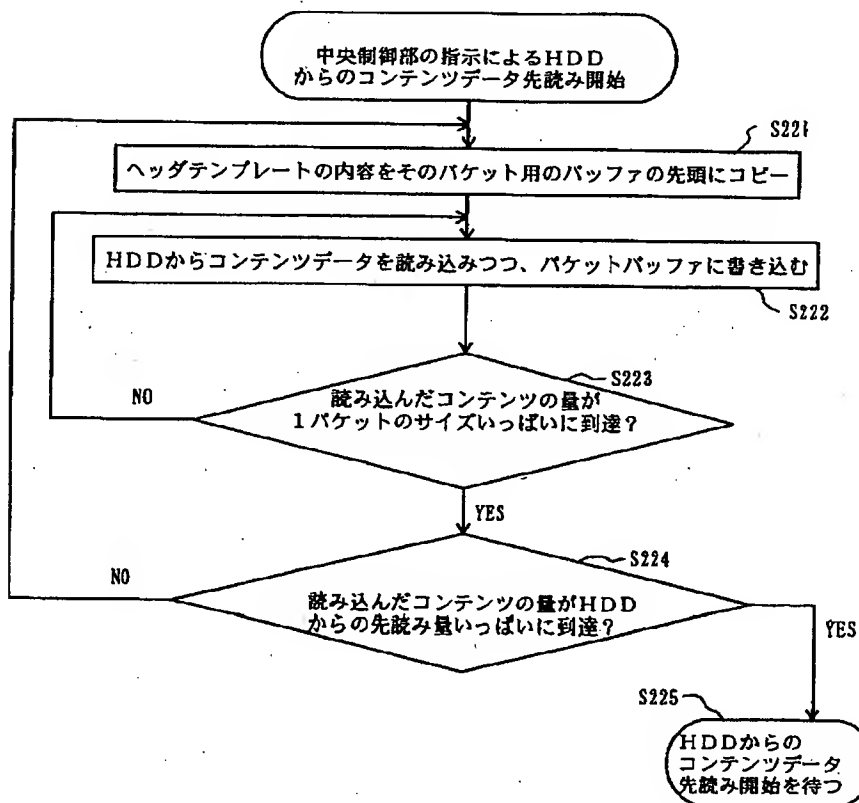 中央制御部の指示によるHDD
からのコンテンツデータ先読み開始
S221
ヘッダテンプレートの内容をそのパケット用のバッファの先頭にコピー
HDDからコンテンツデータを読み込みつつ、パケットバッファに書き込む
S222
S223
NO
読み込んだコンテンツの量が
1パケットのサイズいっぱいに到達?
YES
S224
NO
読み込んだコンテンツの量がHDD
からの先読み量いっぱいに到達?
YES
S225
HDDからの
コンテンツデータ
先読み開始を待つ